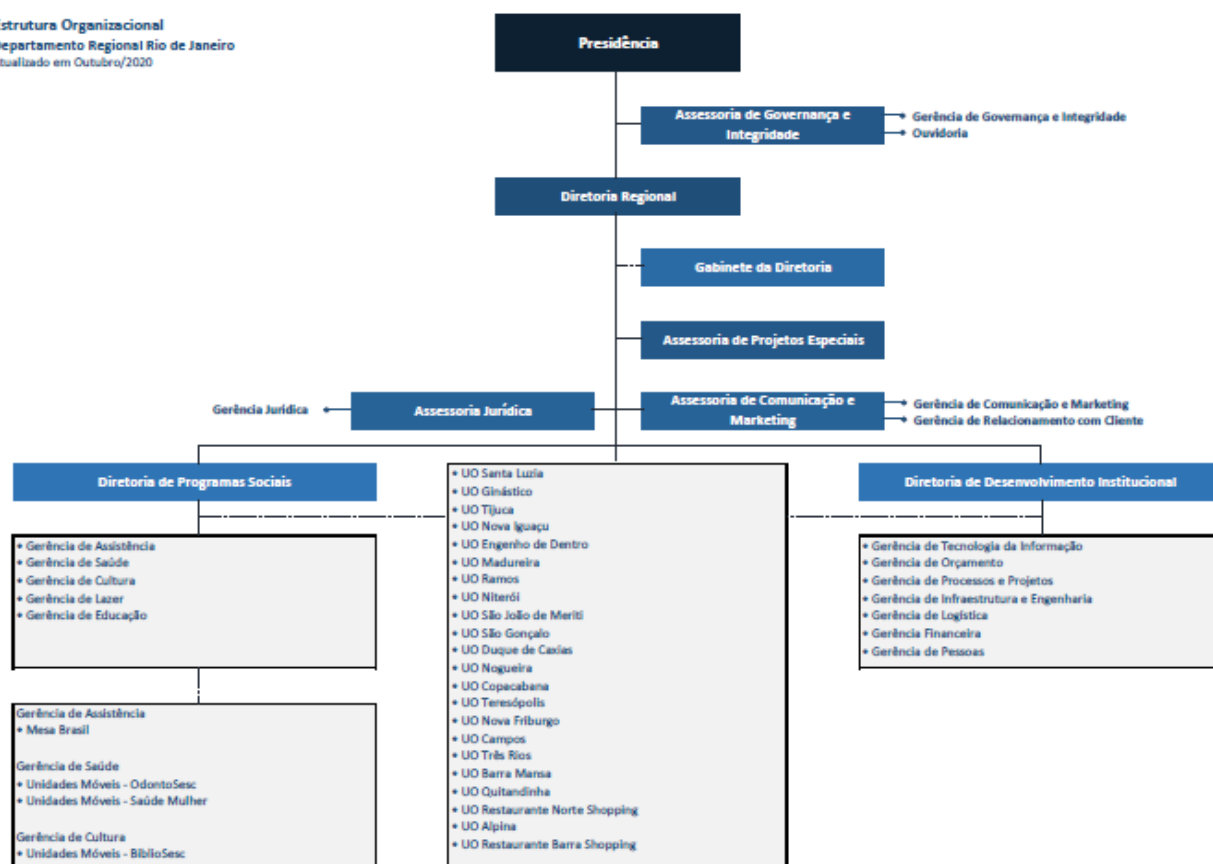 strutura Organizacional
epartamento Regional Rio de Janeiro
tualizado em Outubro/2020
Presidência
Assessoria de Governança e
Integridade
• Gerência de Governança e Integridade
• Ouvidoria
Diretoria Regional
Gabinete da Diretoria
Assessoria de Projetos Especiais
Gerência Jurídica •
Assessoria Jurídica
Assessoria de Comunicação e
Marketing
• Gerência de Comunicação e Marketing
• Gerência de Relacionamento com Cliente
Diretoria de Programas Sociais
• Gerência de Assistência
• Gerência de Saúde
• Gerência de Cultura
• Gerência de Lazer
• Gerência de Educação
Gerência de Assistência
• Mesa Brasil
Gerência de Saúde
• Unidades Móveis - OdontoSesc
• Unidades Móveis - Saúde Mulher
Gerência de Cultura
• Unidades Móveis - BiblioSesc
• UO Santa Luzia
• UO Ginástico
• UO Tijuca
• UO Nova Iguaçu
• UO Engenho de Dentro
• UO Madureira
• UO Ramos
• UO Niterói
• UO São João de Meriti
• UO São Gonçalo
• UO Duque de Caxias
• UO Nogueira
• UO Copacabana
• UO Teresópolis
• UO Nova Friburgo
• UO Campos
• UO Três Rios
• UO Barra Mansa
• UO Quitandinha
• UO Restaurante Norte Shopping
• UO Alpina
• UO Restaurante Barra Shopping
Diretoria de Desenvolvimento Institucional
• Gerência de Tecnologia da Informação
• Gerência de Orçamento
• Gerência de Processos e Projetos
• Gerência de Infraestrutura e Engenharia
• Gerência de Logística
• Gerência Financeira
• Gerência de Pessoas